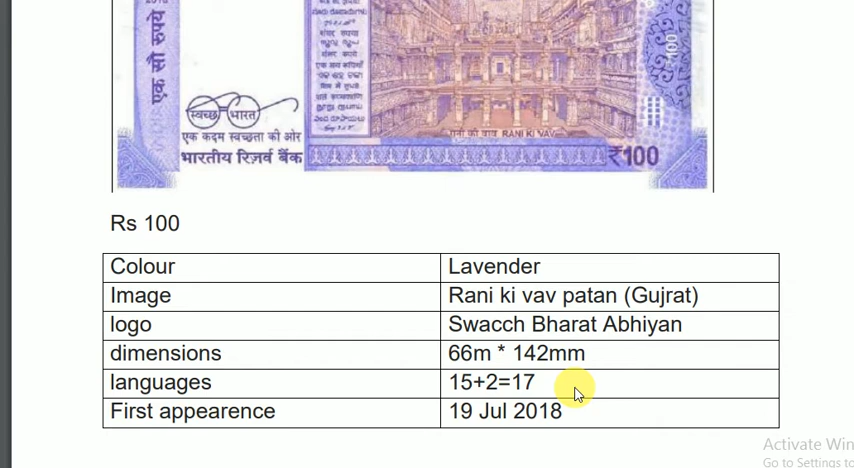 एक सौ रुपये
स्वच्छ भारत
एक कदम स्वच्छता की ओर
भारतीय रिज़र्व बैंक
रानी की वाव RANI KI VAV
₹100
Rs 100
Colour Lavender
Image Rani ki vav patan (Gujrat)
logo Swacch Bharat Abhiyan
dimensions 66m * 142mm
languages 15+2=17
First appearence 19 Jul 2018
Activate Win
Go to Settings to